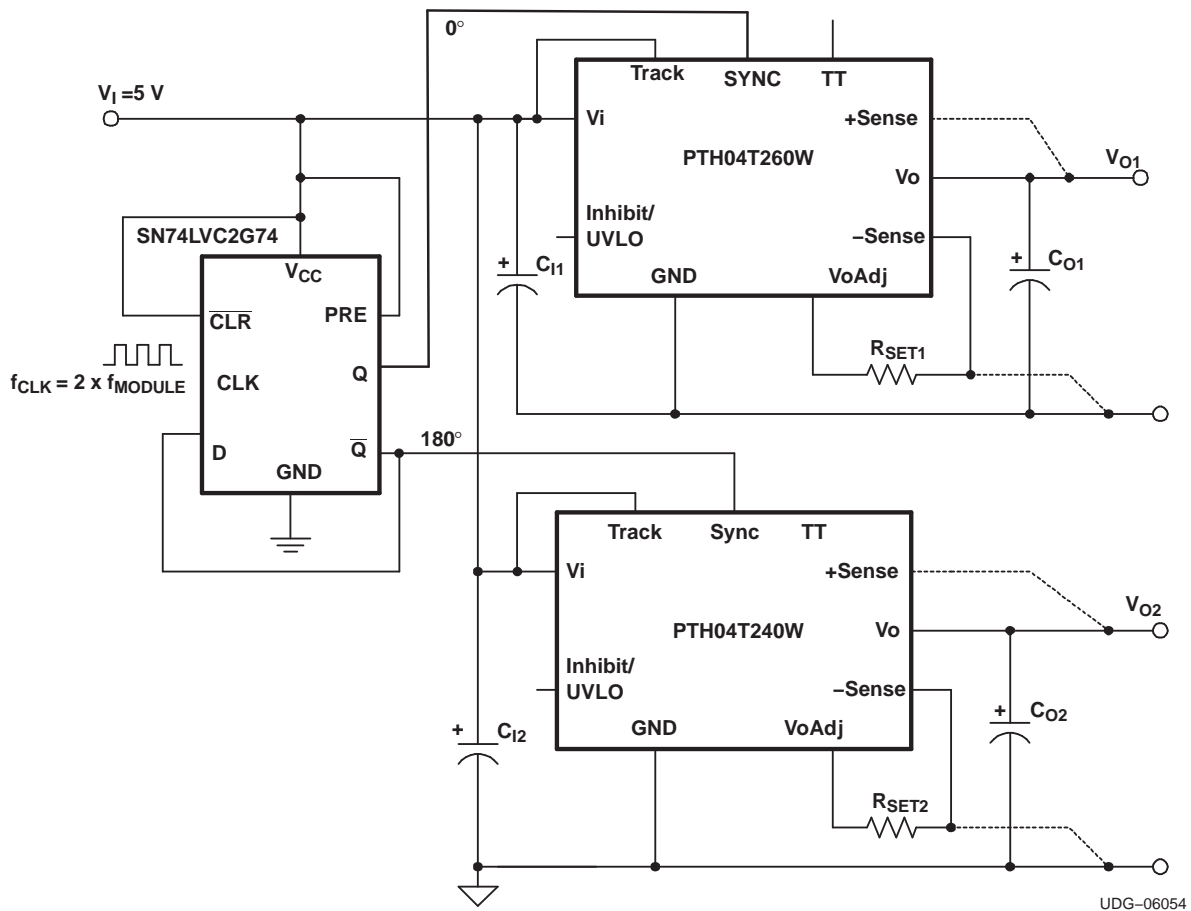 0°
Track
SYNC
TT
V_I =5 V
Vi
+Sense
PTH04T260W
V_O1
Vo
Inhibit/
UVLO
−Sense
SN74LVC2G74
V_CC
+
C_I1
GND
VoAdj
+
C_O1
C̅L̅R̅
PRE
R_SET1
f_CLK = 2 x f_MODULE
CLK
Q
D
Q̅
180°
GND
Track
Sync
TT
Vi
+Sense
PTH04T240W
V_O2
Vo
Inhibit/
UVLO
−Sense
+
C_I2
GND
VoAdj
+
C_O2
R_SET2
UDG−06054